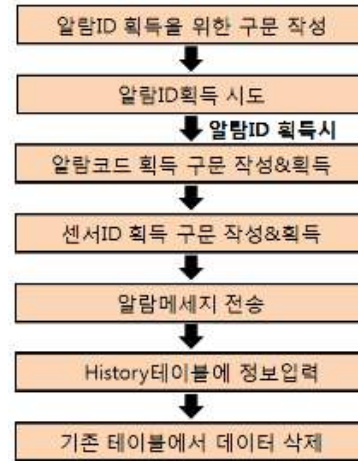 알람ID 획득을 위한 구문 작성
알람ID획득 시도
알람ID 획득시
알람코드 획득 구문 작성&획득
센서ID 획득 구문 작성&획득
알람메세지 전송
History테이블에 정보입력
기존 테이블에서 데이터 삭제